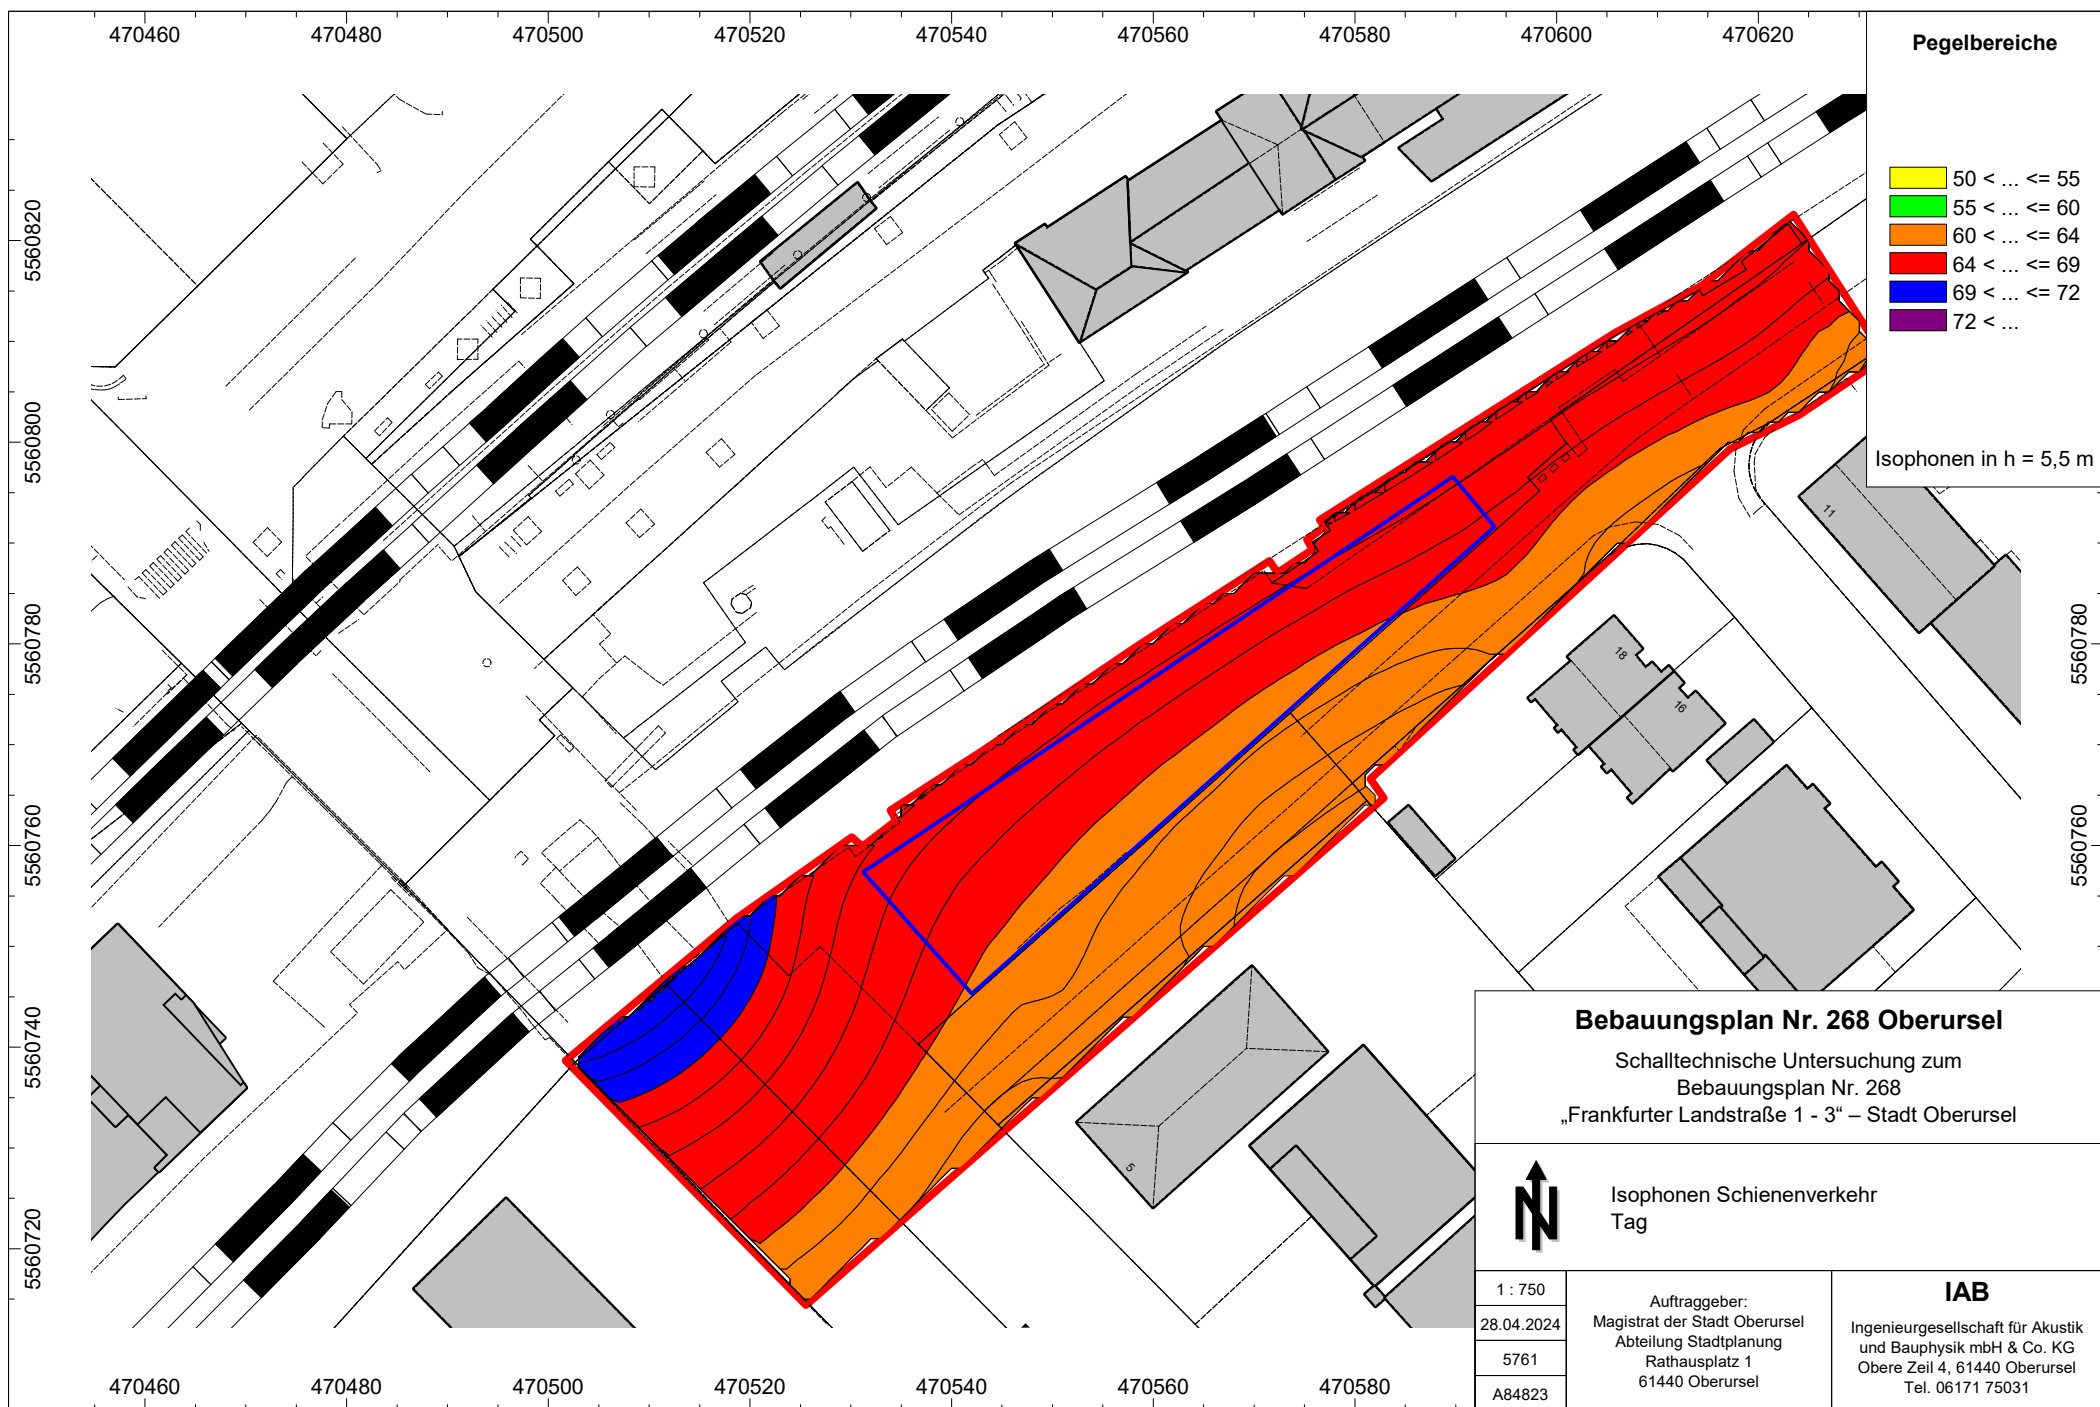 470460 470480 470500 470520 470540 470560 470580 470600 470620
Pegelbereiche
50 < ... <= 55
55 < ... <= 60
60 < ... <= 64
64 < ... <= 69
69 < ... <= 72
72 < ...
Isophonen in h = 5,5 m
5560820
5560800
5560780
5560760
5560740
5560720
5560780
5560760
11
18
16
5
Bebauungsplan Nr. 268 Oberursel
Schalltechnische Untersuchung zum
Bebauungsplan Nr. 268
„Frankfurter Landstraße 1 - 3“ – Stadt Oberursel
N
Isophonen Schienenverkehr
Tag
1 : 750
28.04.2024
5761
A84823
Auftraggeber:
Magistrat der Stadt Oberursel
Abteilung Stadtplanung
Rathausplatz 1
61440 Oberursel
IAB
Ingenieurgesellschaft für Akustik
und Bauphysik mbH & Co. KG
Obere Zeil 4, 61440 Oberursel
Tel. 06171 75031
470460 470480 470500 470520 470540 470560 470580